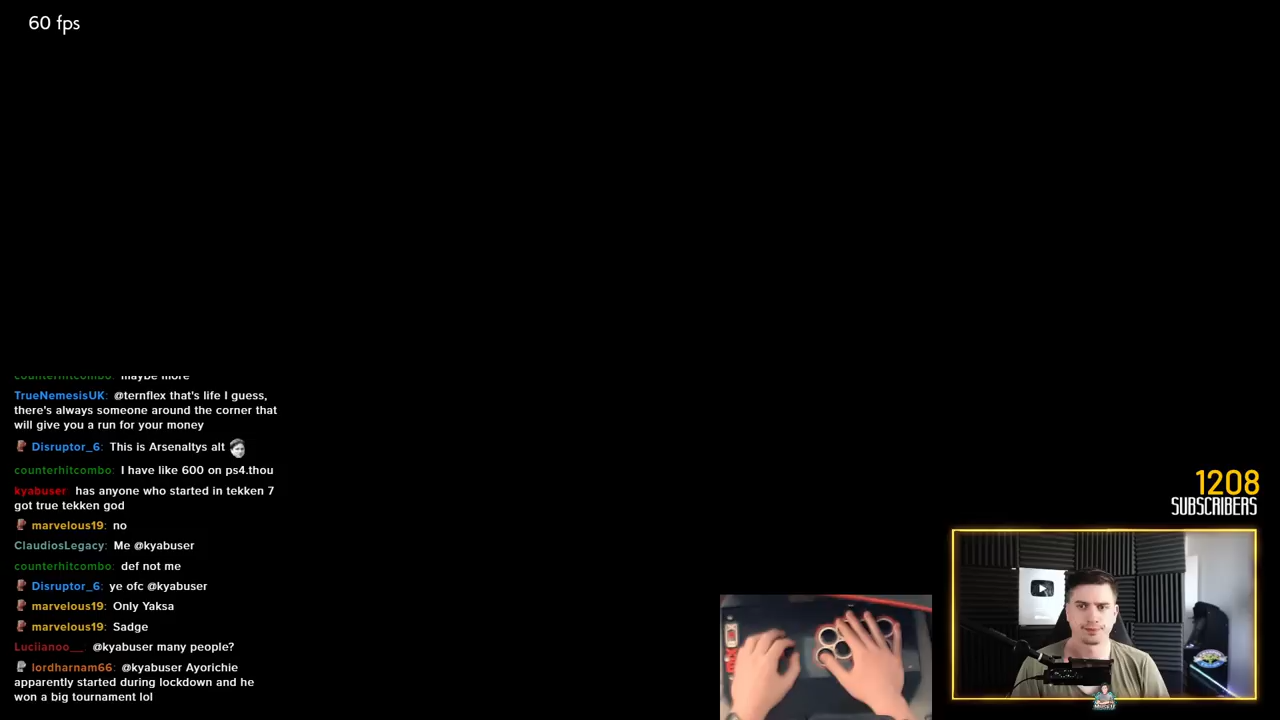 60 fps
counterhitcombo: maybe more
TrueNemesisUK: @ternflex that's life I guess,
there's always someone around the corner that
will give you a run for your money
Disruptor_6: This is Arsenaltys alt
counterhitcombo: I have like 600 on ps4.thou
kyabuser: has anyone who started in tekken 7
got true tekken god
marvelous19: no
ClaudiosLegacy: Me @kyabuser
counterhitcombo: def not me
Disruptor_6: ye ofc @kyabuser
marvelous19: Only Yaksa
marvelous19: Sadge
Luciianoo__: @kyabuser many people?
lordharnam66: @kyabuser Ayorichie
apparently started during lockdown and he
won a big tournament lol
1208
SUBSCRIBERS